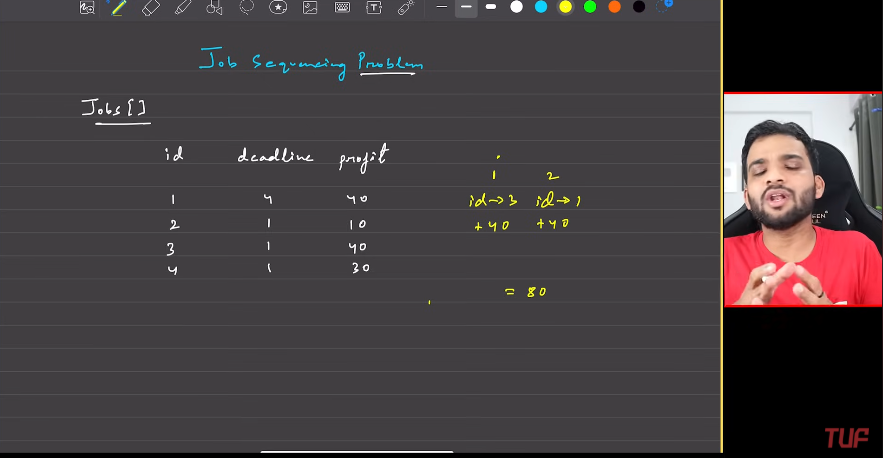 Job Sequencing Problem
Jobs[]
id deadline profit
1 4 40
2 1 10
3 1 40
4 1 30
1 2
id→3 id→1
+40 +40
= 80
TUF